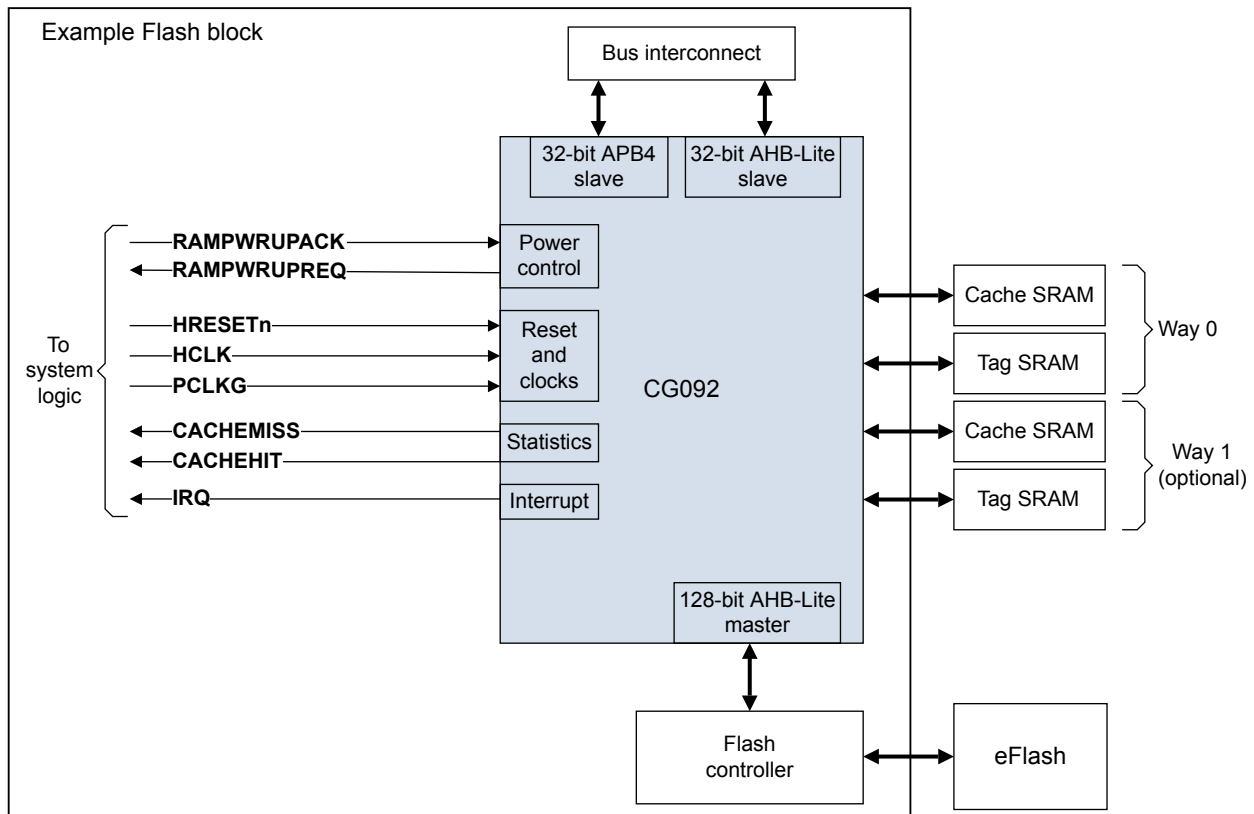 Example Flash block
Bus interconnect
32-bit APB4
slave
32-bit AHB-Lite
slave
RAMPWRUPACK
RAMPWRUPREQ
Power
control
HRESETn
HCLK
PCLKG
Reset
and
clocks
To
system
logic
CACHEMISS
CACHEHIT
Statistics
IRQ
Interrupt
CG092
Cache SRAM
Tag SRAM
Way 0
Cache SRAM
Tag SRAM
Way 1
(optional)
128-bit AHB-Lite
master
Flash
controller
eFlash